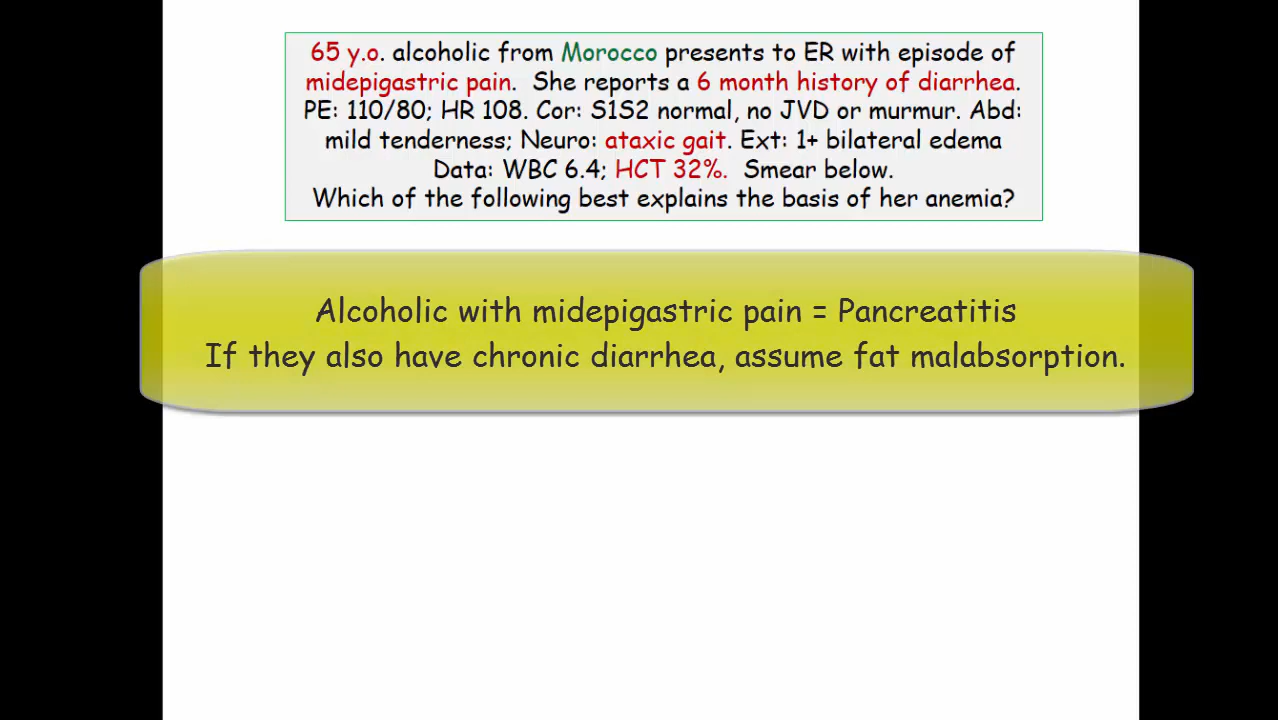 65 y.o. alcoholic from Morocco presents to ER with episode of
midepigastric pain. She reports a 6 month history of diarrhea.
PE: 110/80; HR 108. Cor: S1S2 normal, no JVD or murmur. Abd:
mild tenderness; Neuro: ataxic gait. Ext: 1+ bilateral edema
Data: WBC 6.4; HCT 32%. Smear below.
Which of the following best explains the basis of her anemia?
Alcoholic with midepigastric pain = Pancreatitis
If they also have chronic diarrhea, assume fat malabsorption.